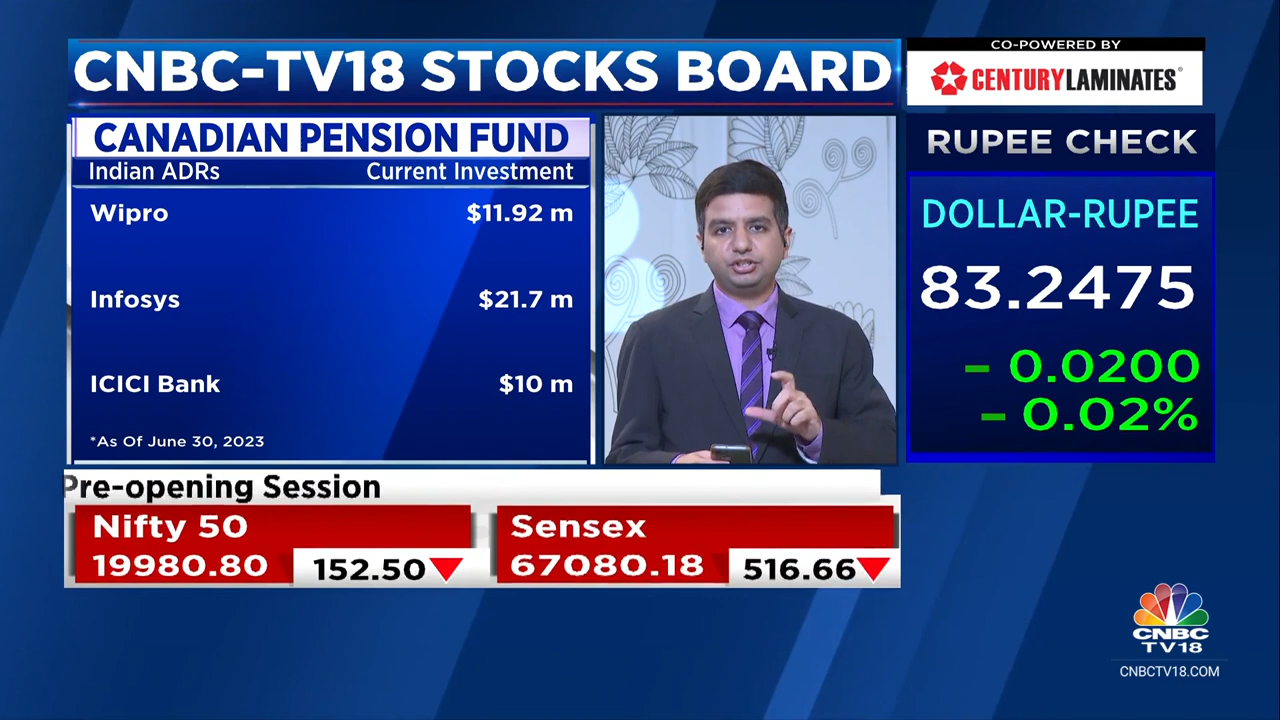 CNBC-TV18 STOCKS BOARD
CO-POWERED BY
CENTURYLAMINATES®
CANADIAN PENSION FUND
Indian ADRs Current Investment
Wipro $11.92 m
Infosys $21.7 m
ICICI Bank $10 m
*As Of June 30, 2023
RUPEE CHECK
DOLLAR-RUPEE
83.2475
– 0.0200
– 0.02%
Pre-opening Session
Nifty 50
19980.80 152.50
Sensex
67080.18 516.66
CNBC
TV18
CNBCTV18.COM